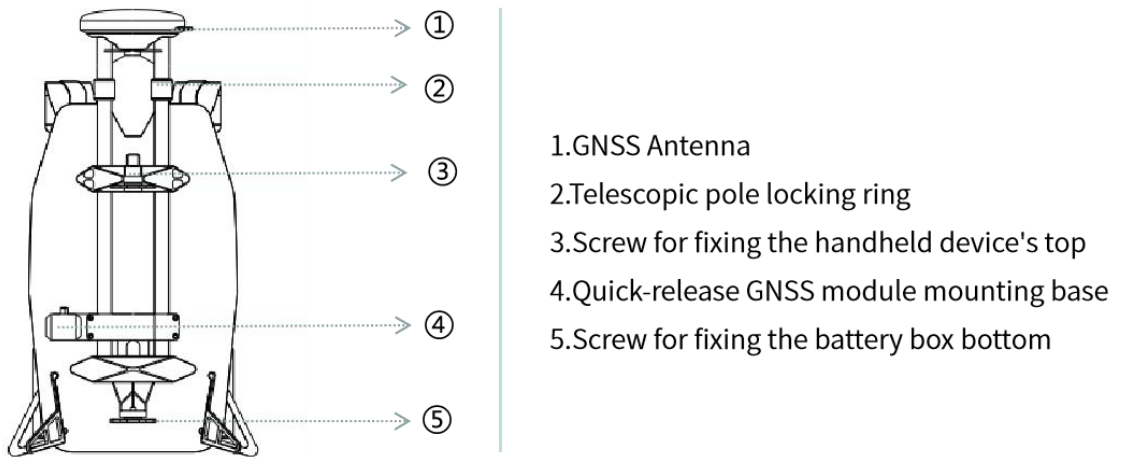 ①
②
③
④
⑤
1.GNSS Antenna
2.Telescopic pole locking ring
3.Screw for fixing the handheld device's top
4.Quick-release GNSS module mounting base
5.Screw for fixing the battery box bottom